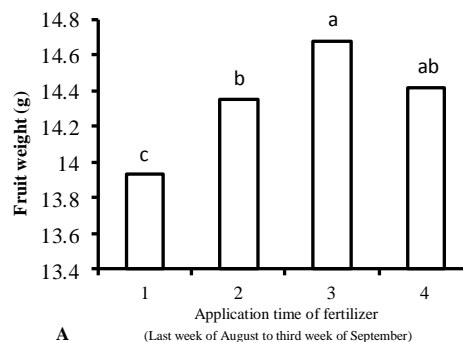 Fruit weight (g)
14.8
14.6
14.4
14.2
14
13.8
13.6
13.4
c
b
a
ab
1 2 3 4
Application time of fertilizer
A (Last week of August to third week of September)